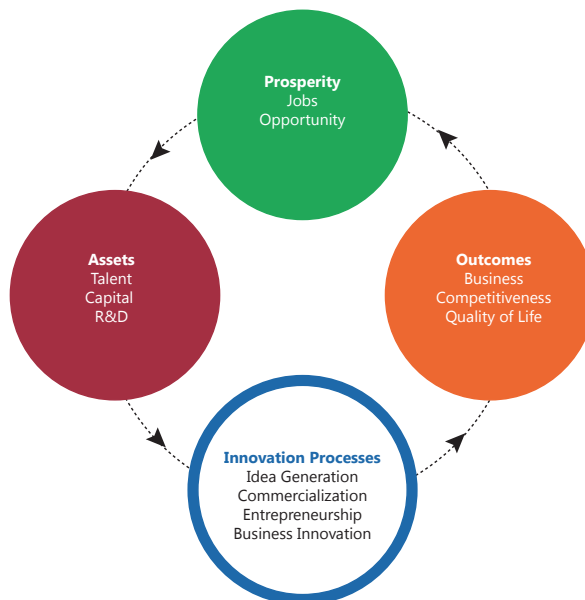 Prosperity
Jobs
Opportunity
Assets
Talent
Capital
R&D
Outcomes
Business
Competitiveness
Quality of Life
Innovation Processes
Idea Generation
Commercialization
Entrepreneurship
Business Innovation